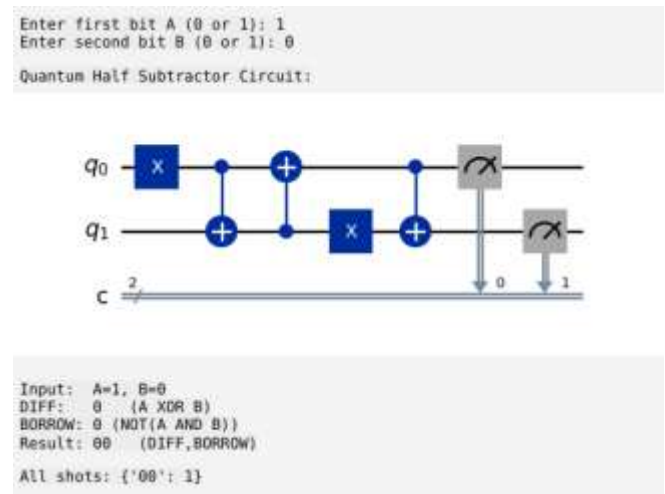 Enter first bit A (0 or 1): 1
Enter second bit B (0 or 1): 0
Quantum Half Subtractor Circuit:
q0 X
q1 X
c 2 0 1
Input: A=1, B=0
DIFF: 0 (A XOR B)
BORROW: 0 (NOT(A AND B))
Result: 00 (DIFF,BORROW)
All shots: {'00': 1}